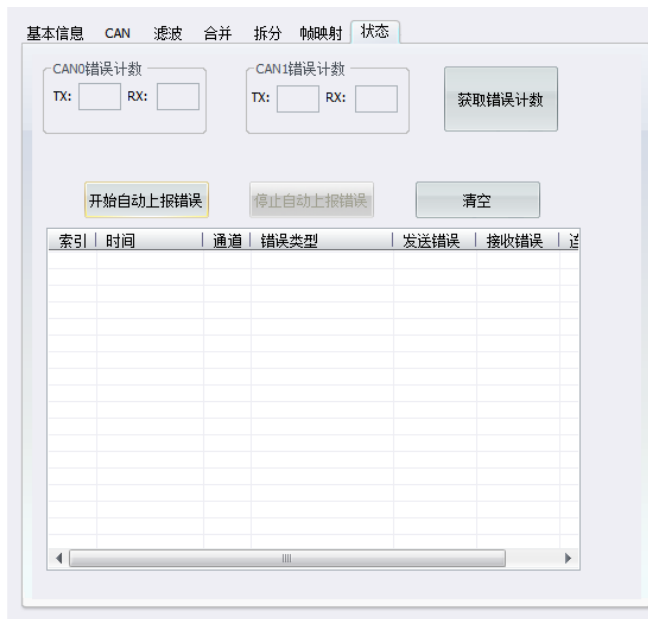 基本信息 CAN 滤波 合并 拆分 帧映射 状态
CAN0错误计数 CAN1错误计数
TX: RX: TX: RX: 获取错误计数
开始自动上报错误 停止自动上报错误 清空
索引 时间 通道 错误类型 发送错误 接收错误